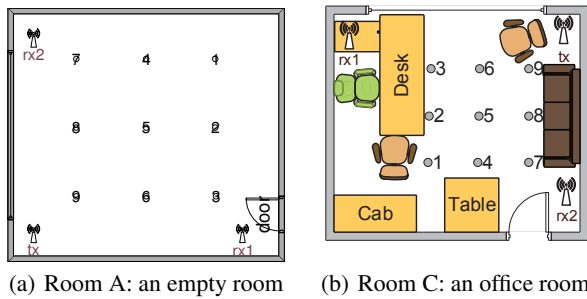 rx2
7 4 1
8 5 2
9 6 3
door
tx
rx1
(a) Room A: an empty room
rx1
tx
Desk
3 6 9
2 5 8
1 4 7
rx2
Cab
Table
(b) Room C: an office room